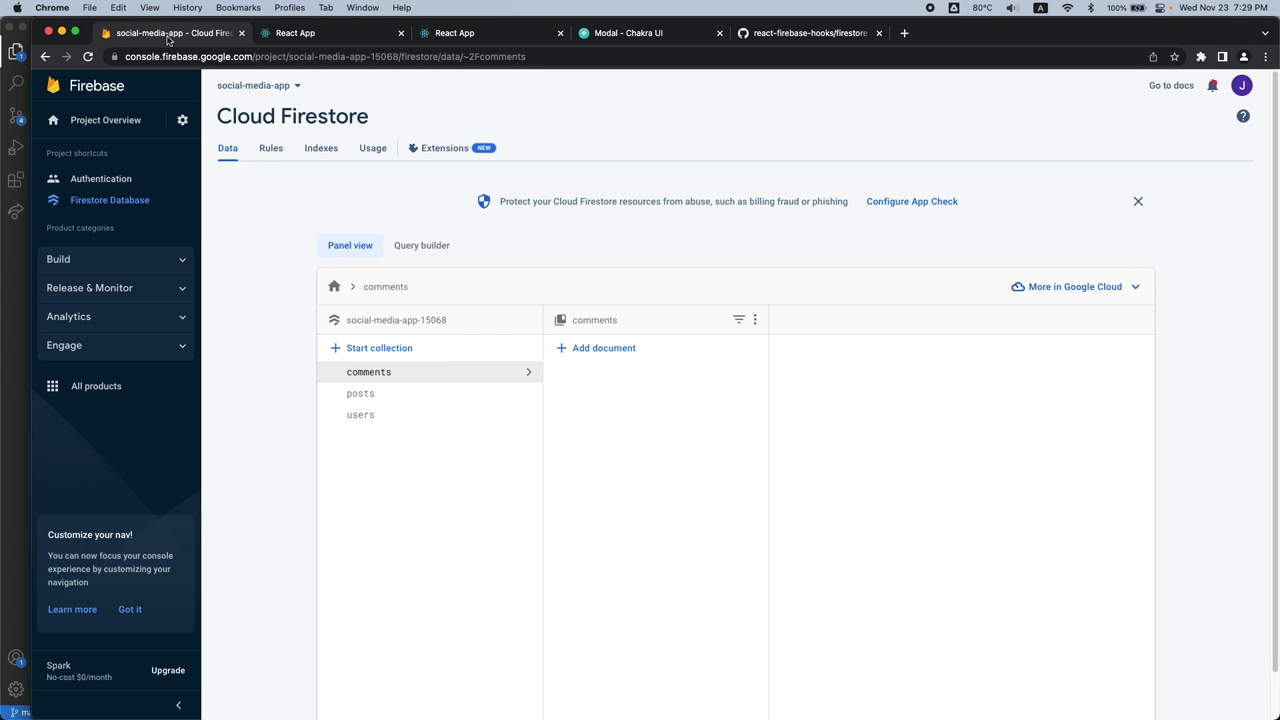 Chrome File Edit View History Bookmarks Profiles Tab Window Help 80°C A 100% Wed Nov 23 7:29 PM
social-media-app - Cloud Fires React App React App Modal - Chakra UI react-firebase-hooks/firestore
console.firebase.google.com/project/social-media-app-15068/firestore/data/~2Fcomments
Firebase
Project Overview
Project shortcuts
Authentication
Firestore Database
Product categories
Build
Release & Monitor
Analytics
Engage
All products
Customize your nav!
You can now focus your console
experience by customizing your
navigation
Learn more Got it
Spark
No-cost $0/month
Upgrade
social-media-app
Go to docs
J
Cloud Firestore
Data Rules Indexes Usage Extensions NEW
Protect your Cloud Firestore resources from abuse, such as billing fraud or phishing Configure App Check
Panel view Query builder
comments
More in Google Cloud
social-media-app-15068
Start collection
comments
posts
users
comments
Add document
1
4
1